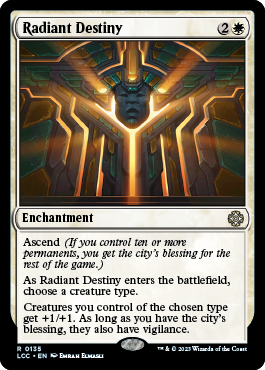 Radiant Destiny 2
Enchantment
Ascend (If you control ten or more
permanents, you get the city's blessing for the
rest of the game.)
As Radiant Destiny enters the battlefield,
choose a creature type.
Creatures you control of the chosen type
get +1/+1. As long as you have the city's
blessing, they also have vigilance.
R 0135
LCC • EN Emrah Elmasli
™ & © 2023 Wizards of the Coast